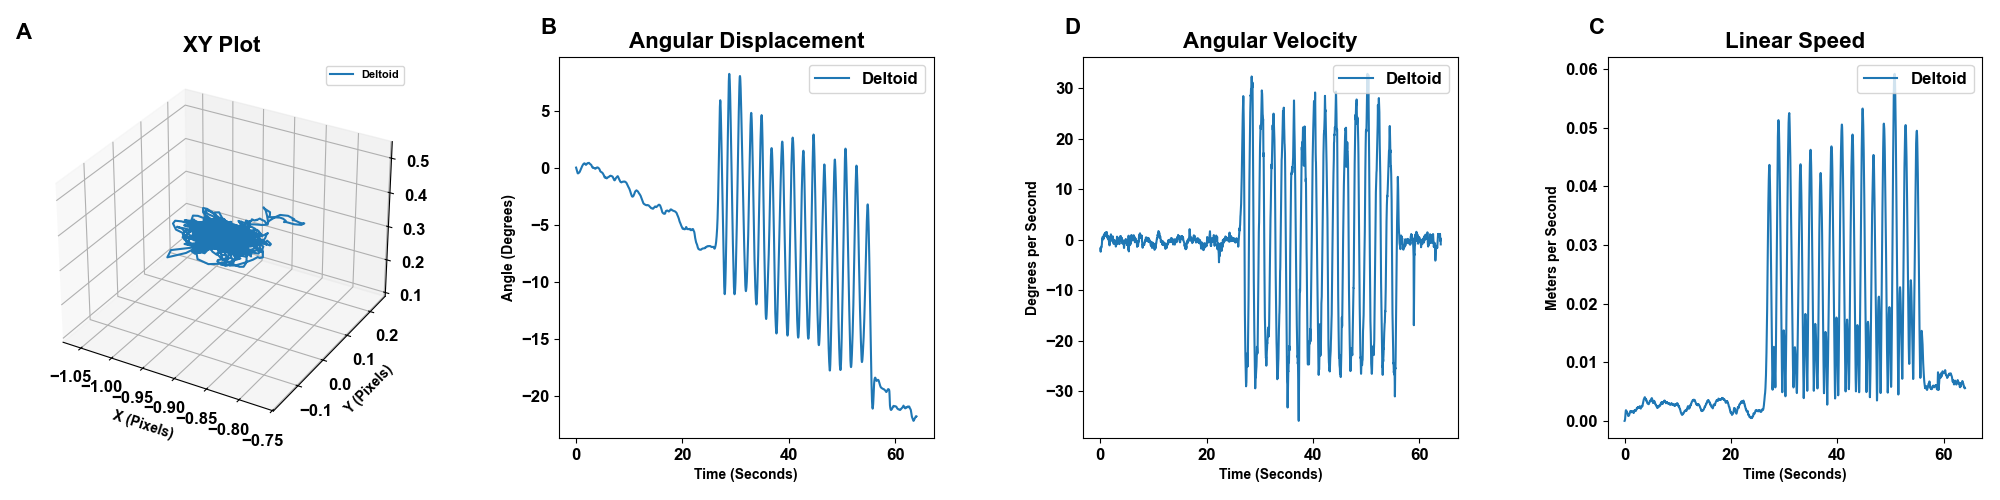 A
XY Plot
Deltoid
0.5
0.4
0.3
0.2
0.1
0.2
0.1
0.0
−0.1
Y (Pixels)
−1.05
−1.00
−0.95
−0.90
−0.85
−0.80
−0.75
X (Pixels)
B
Angular Displacement
Deltoid
5
0
−5
−10
−15
−20
Angle (Degrees)
0 20 40 60
Time (Seconds)
D
Angular Velocity
Deltoid
30
20
10
0
−10
−20
−30
Degrees per Second
0 20 40 60
Time (Seconds)
C
Linear Speed
Deltoid
0.06
0.05
0.04
0.03
0.02
0.01
0.00
Meters per Second
0 20 40 60
Time (Seconds)